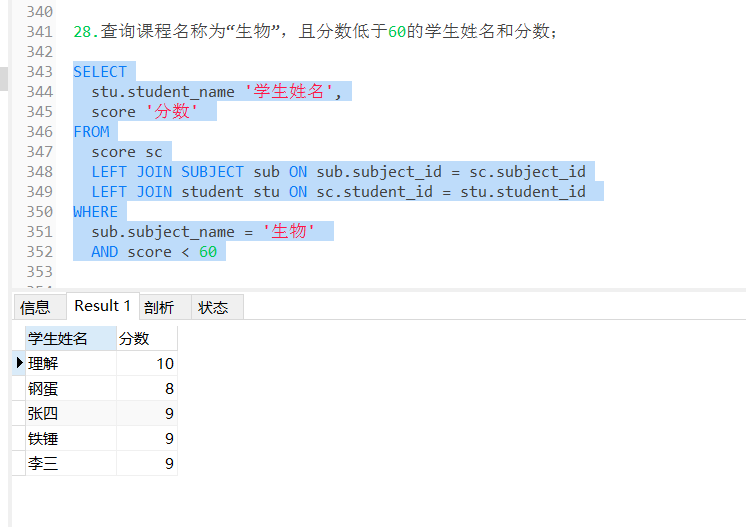 340
341 28.查询课程名称为“生物”，且分数低于60的学生姓名和分数；
342
343 SELECT
344 stu.student_name '学生姓名',
345 score '分数'
346 FROM
347 score sc
348 LEFT JOIN SUBJECT sub ON sub.subject_id = sc.subject_id
349 LEFT JOIN student stu ON sc.student_id = stu.student_id
350 WHERE
351 sub.subject_name = '生物'
352 AND score < 60
353
信息 Result 1 剖析 状态
学生姓名 分数
理解 10
钢蛋 8
张四 9
铁锤 9
李三 9